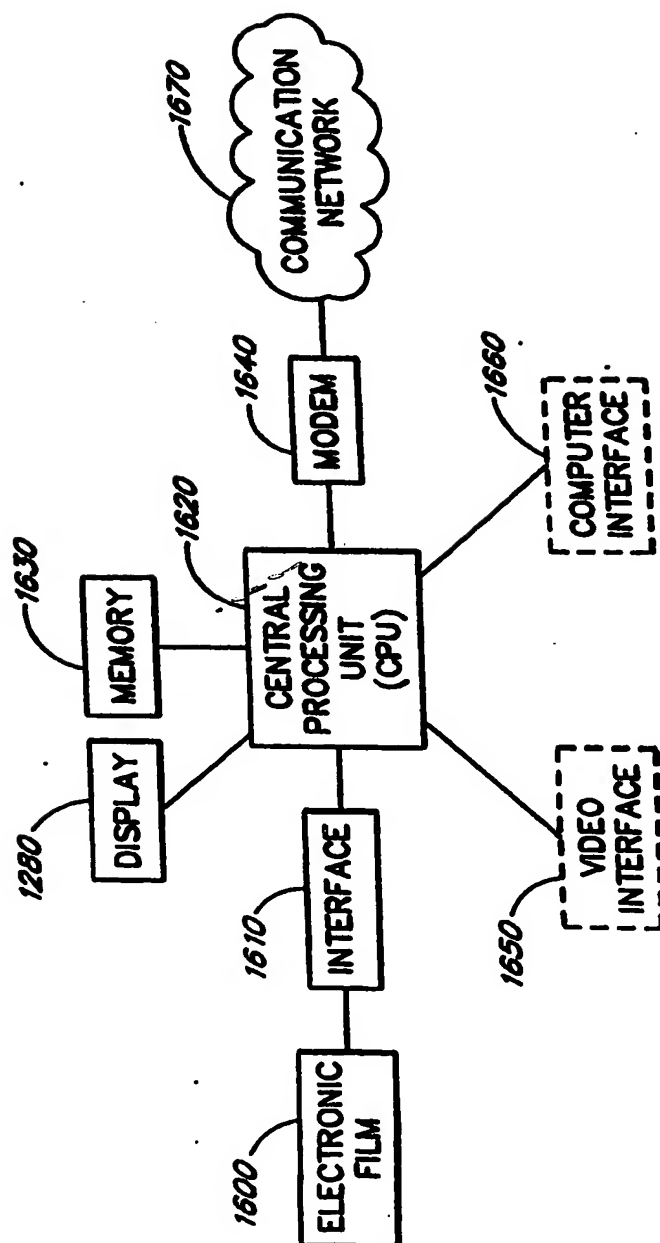 1280
DISPLAY
1630
MEMORY
1600
ELECTRONIC
FILM
1610
INTERFACE
1620
CENTRAL
PROCESSING
UNIT
(CPU)
1640
MODEM
1670
COMMUNICATION
NETWORK
1650
VIDEO
INTERFACE
1660
COMPUTER
INTERFACE